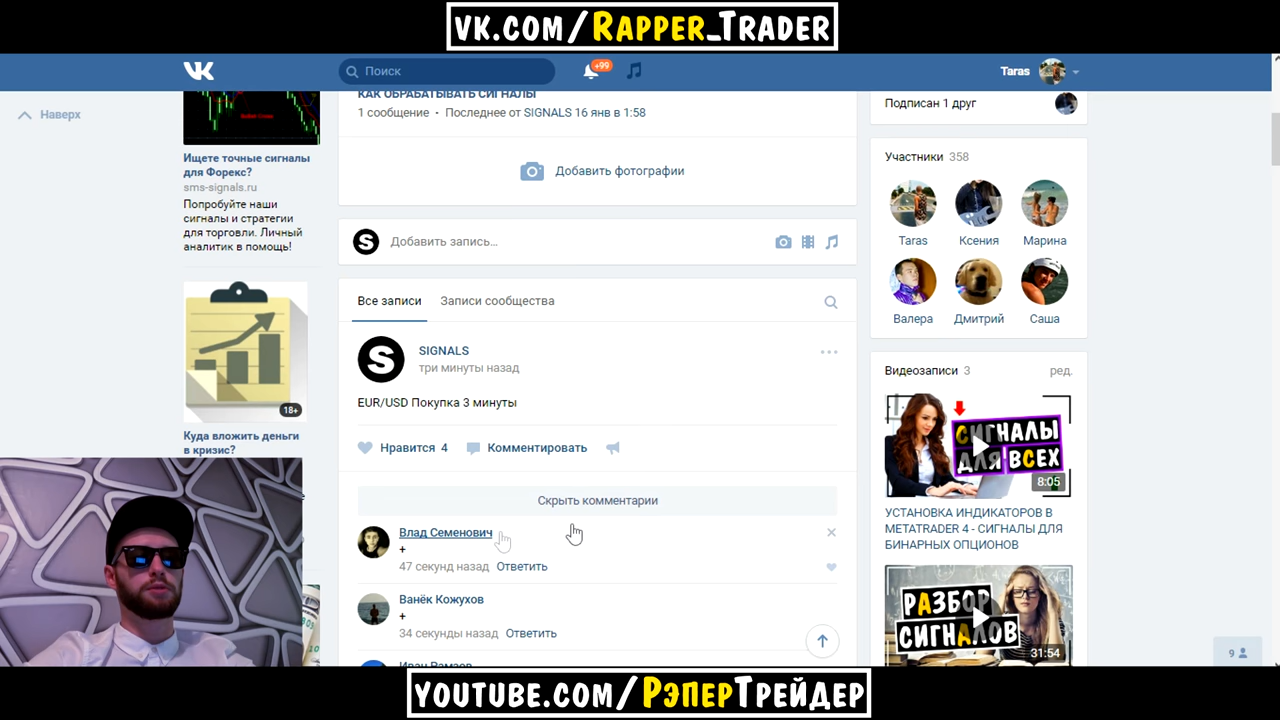 VK.COM/RAPPER_TRADER
Поиск
+99
Taras
Наверх
КАК ОБРАБАТЫВАТЬ СИГНАЛЫ
1 сообщение • Последнее от SIGNALS 16 янв в 1:58
Подписан 1 друг
Добавить фотографии
Ищете точные сигналы
для Форекс?
sms-signals.ru
Попробуйте наши
сигналы и стратегии
для торговли. Личный
аналитик в помощь!
18+
Куда вложить деньги
в кризис?
S
Добавить запись...
Все записи
Записи сообщества
S
SIGNALS
три минуты назад
EUR/USD Покупка 3 минуты
Нравится 4
Комментировать
Скрыть комментарии
Влад Семенович
+
47 секунд назад
Ответить
Ванёк Кожухов
+
34 секунды назад
Ответить
Участники 358
Taras
Ксения
Марина
Валера
Дмитрий
Саша
Видеозаписи 3
ред.
СИГНАЛЫ
ДЛЯ ВСЕХ
8:05
УСТАНОВКА ИНДИКАТОРОВ В
METATRADER 4 - СИГНАЛЫ ДЛЯ
БИНАРНЫХ ОПЦИОНОВ
РАЗБОР
СИГНАЛОВ
31:54
9
YOUTUBE.COM/РЭПЕРТРЕЙДЕР